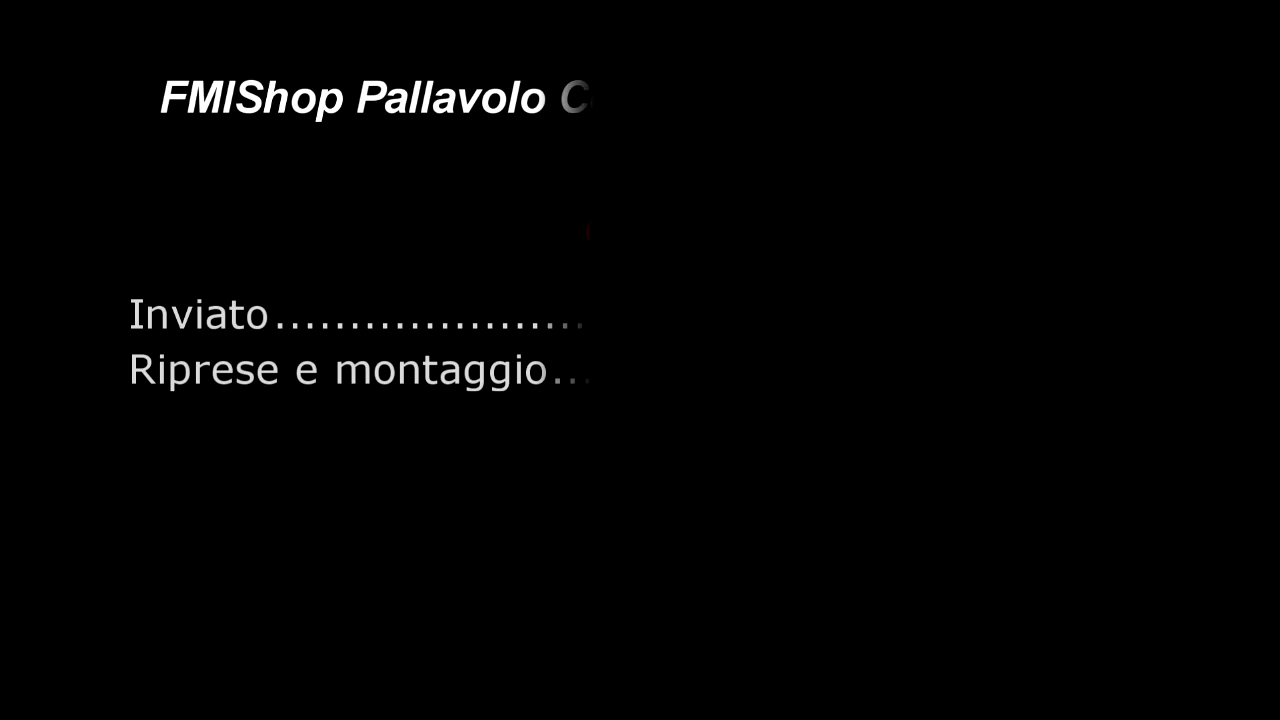 FMIShop Pallavolo
Inviato......................
Riprese e montaggio...